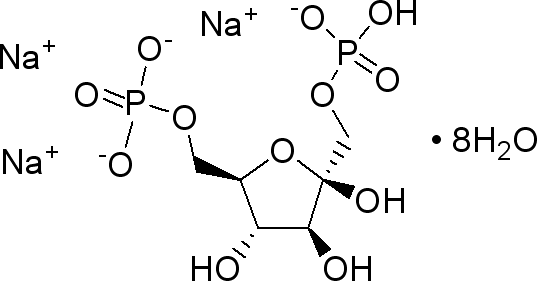 Na+ -O OH
Na+ O- P O
O P O O
Na+ -O O • 8H2O
OH
HO OH